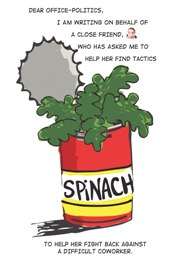 DEAR OFFICE-POLITICS,
I AM WRITING ON BEHALF OF
A CLOSE FRIEND,
WHO HAS ASKED ME TO
HELP HER FIND TACTICS
SPINACH
TO HELP HER FIGHT BACK AGAINST
A DIFFICULT COWORKER.